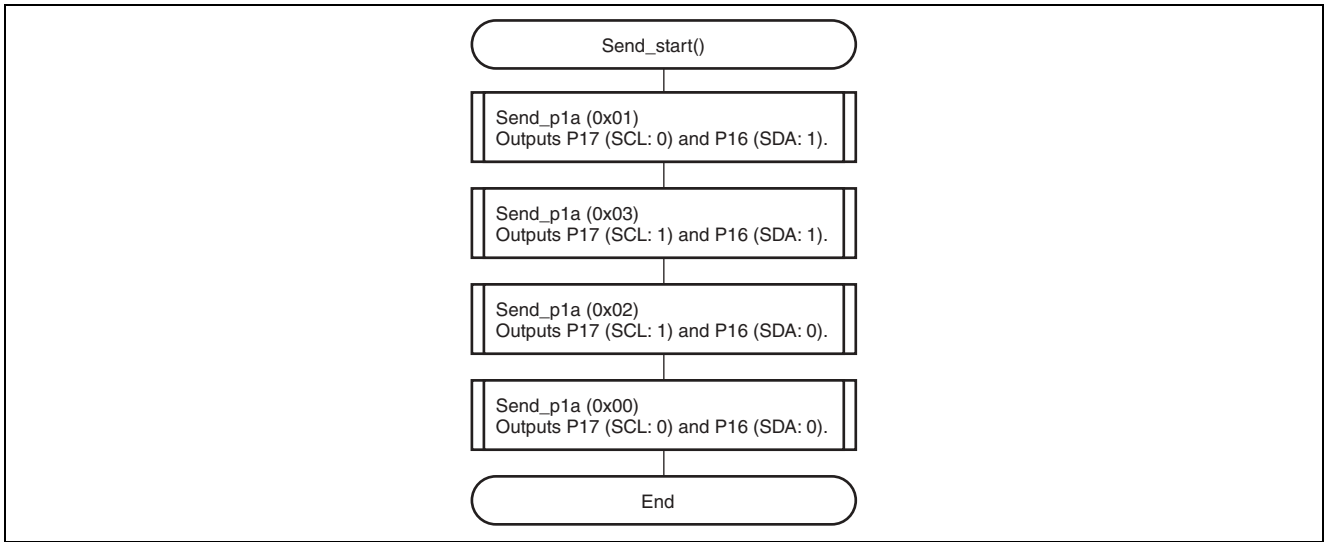 Send_start()
Send_p1a (0x01)
Outputs P17 (SCL: 0) and P16 (SDA: 1).
Send_p1a (0x03)
Outputs P17 (SCL: 1) and P16 (SDA: 1).
Send_p1a (0x02)
Outputs P17 (SCL: 1) and P16 (SDA: 0).
Send_p1a (0x00)
Outputs P17 (SCL: 0) and P16 (SDA: 0).
End